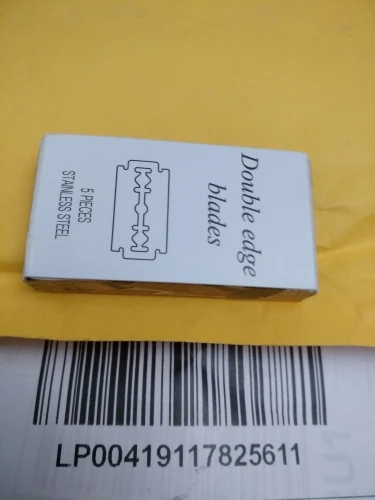 Double edge
blades
5 PIECES
STAINLESS STEEL
LP00419117825611